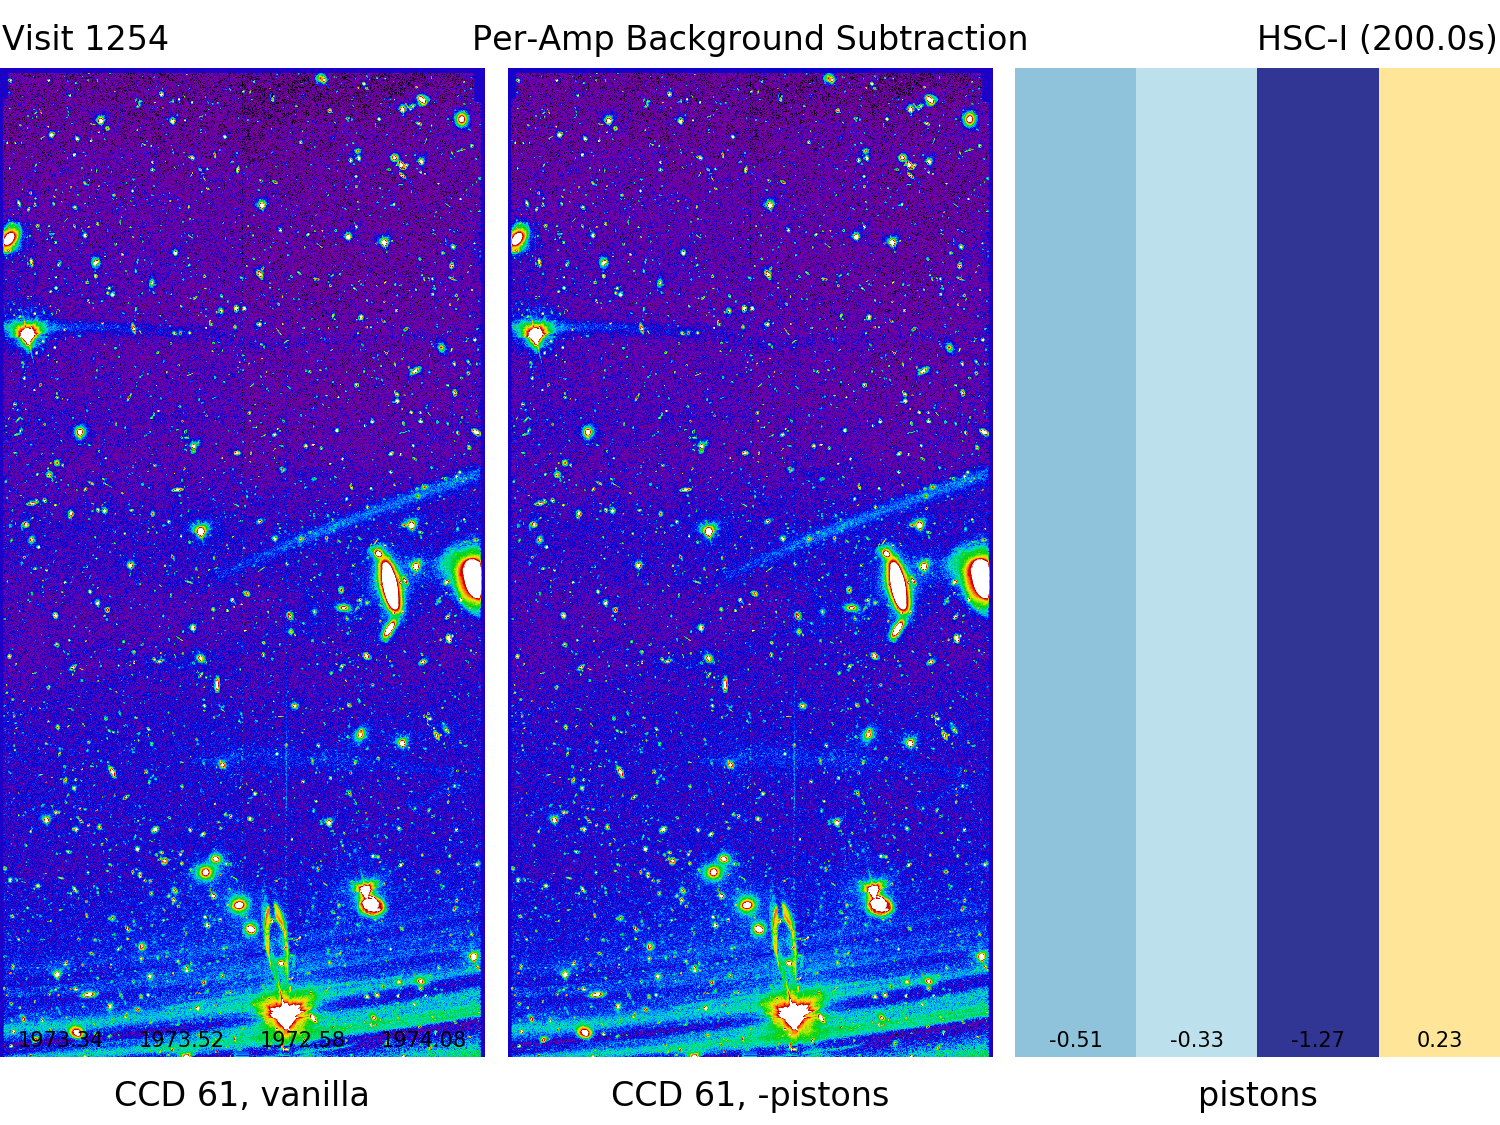 Visit 1254 Per-Amp Background Subtraction HSC-I (200.0s)
1973.34 1973.52 1972.58 1974.08 -0.51 -0.33 -1.27 0.23
CCD 61, vanilla CCD 61, -pistons pistons